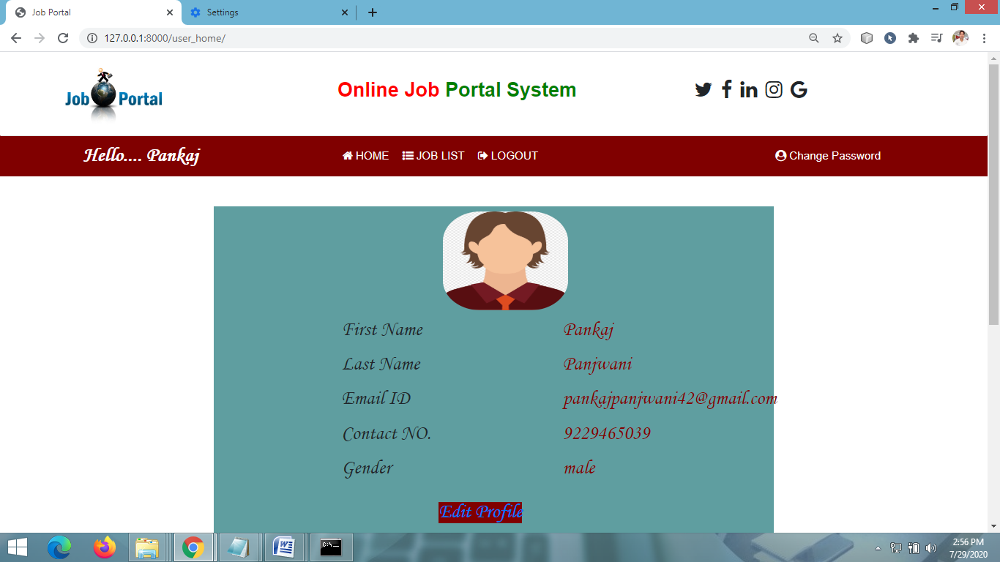 Job Portal
Settings
127.0.0.1:8000/user_home/
Job Portal
Online Job Portal System
Hello.... Pankaj
HOME
JOB LIST
LOGOUT
Change Password
First Name Pankaj
Last Name Panjwani
Email ID pankajpanjwani42@gmail.com
Contact NO. 9229465039
Gender male
Edit Profile
2:56 PM
7/29/2020